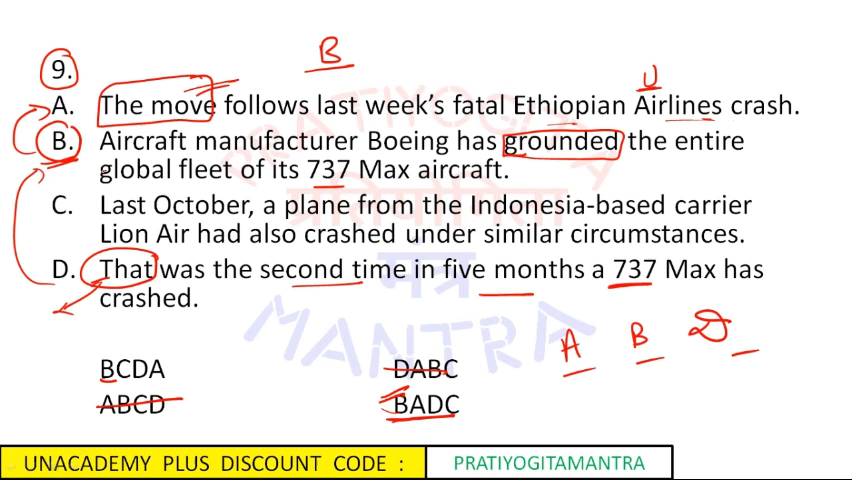 B
9.
U
A. The move follows last week's fatal Ethiopian Airlines crash.
B. Aircraft manufacturer Boeing has grounded the entire
global fleet of its 737 Max aircraft.
C. Last October, a plane from the Indonesia-based carrier
Lion Air had also crashed under similar circumstances.
D. That was the second time in five months a 737 Max has
crashed.
PRATIYOGITA
प्रतियोगिता
मंत्र
MANTRA
A B D
BCDA DABC
ABCD BADC
UNACADEMY PLUS DISCOUNT CODE : PRATIYOGITAMANTRA